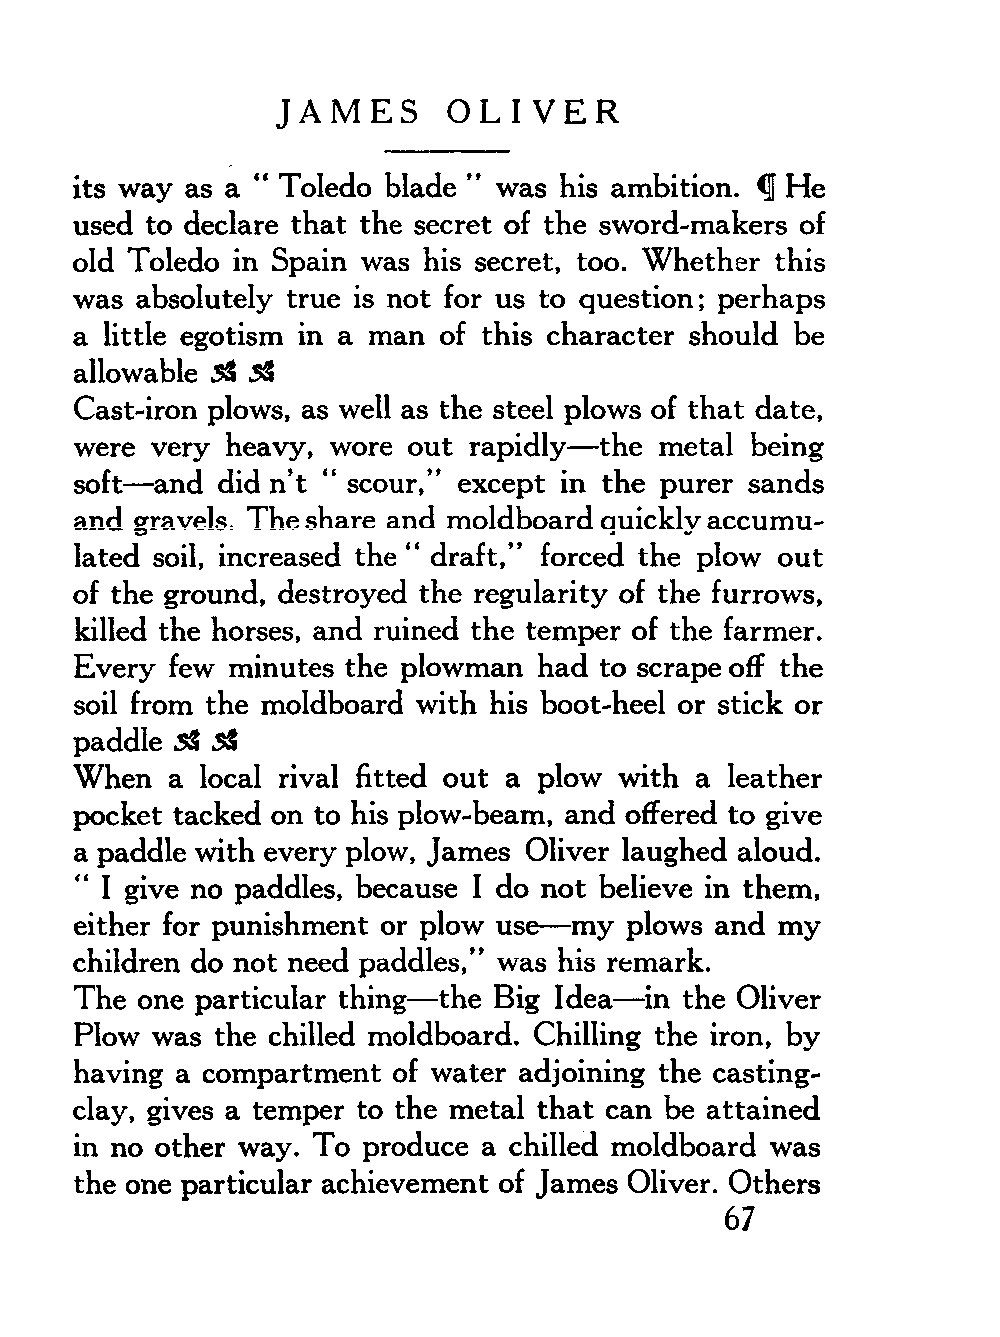 JAMES OLIVER
its way as a " Toledo blade " was his ambition. ¶ He
used to declare that the secret of the sword-makers of
old Toledo in Spain was his secret, too. Whether this
was absolutely true is not for us to question; perhaps
a little egotism in a man of this character should be
allowable
Cast-iron plows, as well as the steel plows of that date,
were very heavy, wore out rapidly—the metal being
soft—and did n't " scour," except in the purer sands
and gravels. The share and moldboard quickly accumu-
lated soil, increased the " draft," forced the plow out
of the ground, destroyed the regularity of the furrows,
killed the horses, and ruined the temper of the farmer.
Every few minutes the plowman had to scrape off the
soil from the moldboard with his boot-heel or stick or
paddle
When a local rival fitted out a plow with a leather
pocket tacked on to his plow-beam, and offered to give
a paddle with every plow, James Oliver laughed aloud.
" I give no paddles, because I do not believe in them,
either for punishment or plow use—my plows and my
children do not need paddles," was his remark.
The one particular thing—the Big Idea—in the Oliver
Plow was the chilled moldboard. Chilling the iron, by
having a compartment of water adjoining the casting-
clay, gives a temper to the metal that can be attained
in no other way. To produce a chilled moldboard was
the one particular achievement of James Oliver. Others
67